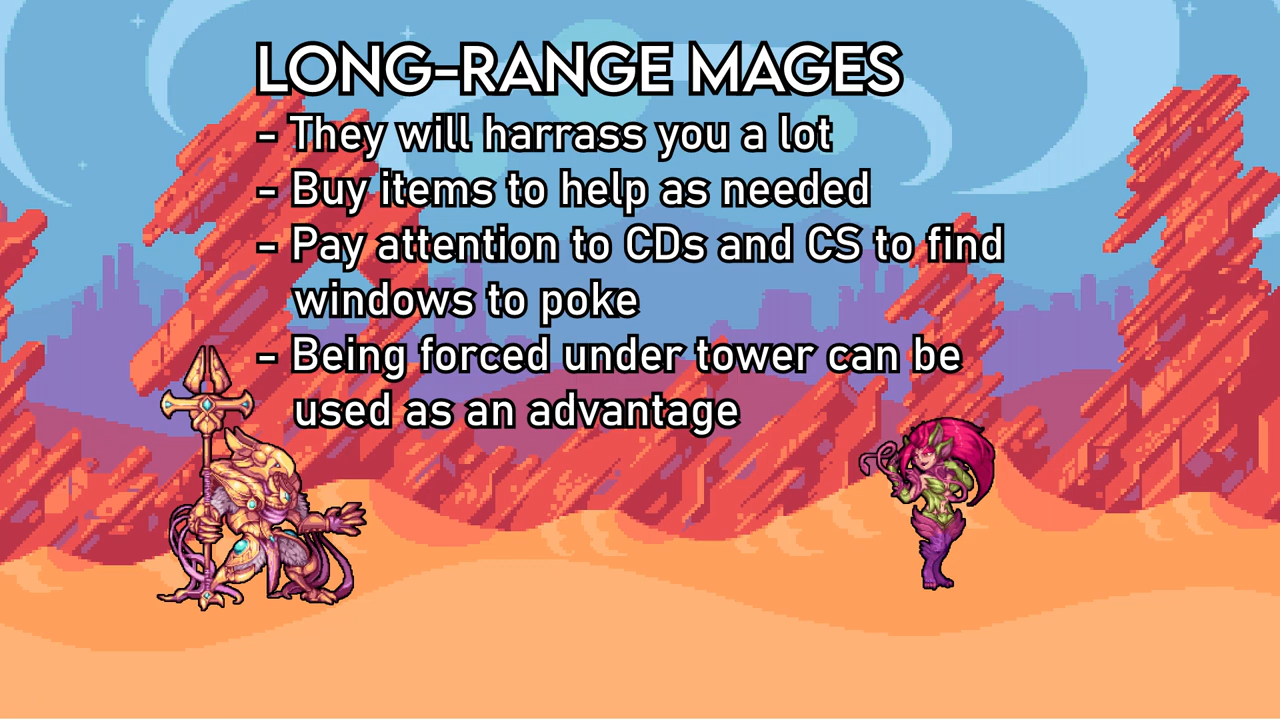 LONG-RANGE MAGES
- They will harrass you a lot
- Buy items to help as needed
- Pay attention to CDs and CS to find
windows to poke
- Being forced under tower can be
used as an advantage